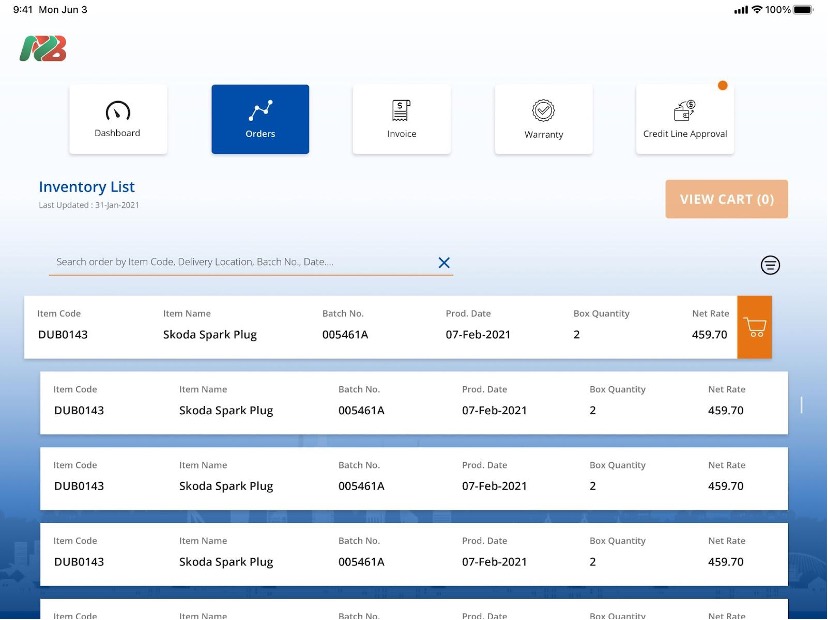 9:41 Mon Jun 3 100%
Dashboard
Orders
Invoice
Warranty
Credit Line Approval
Inventory List
Last Updated : 31-Jan-2021
VIEW CART (0)
Search order by Item Code, Delivery Location, Batch No., Date....
Item Code Item Name Batch No. Prod. Date Box Quantity Net Rate
DUB0143 Skoda Spark Plug 005461A 07-Feb-2021 2 459.70
Item Code Item Name Batch No. Prod. Date Box Quantity Net Rate
DUB0143 Skoda Spark Plug 005461A 07-Feb-2021 2 459.70
Item Code Item Name Batch No. Prod. Date Box Quantity Net Rate
DUB0143 Skoda Spark Plug 005461A 07-Feb-2021 2 459.70
Item Code Item Name Batch No. Prod. Date Box Quantity Net Rate
DUB0143 Skoda Spark Plug 005461A 07-Feb-2021 2 459.70
Item Code Item Name Batch No. Prod. Date Box Quantity Net Rate